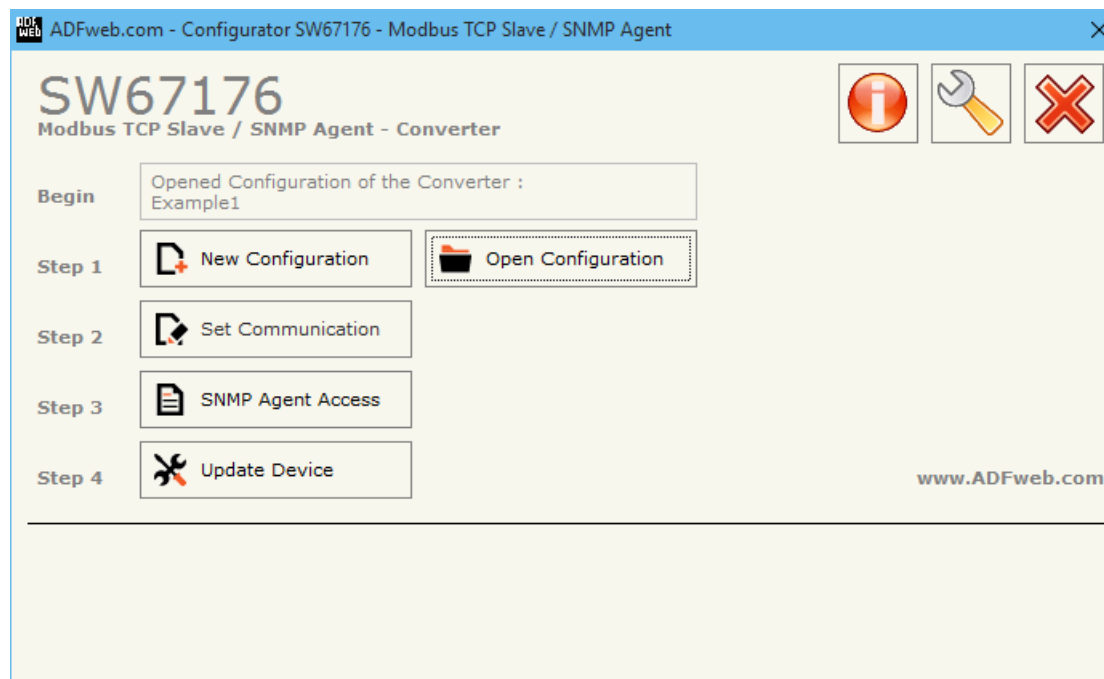 ADF web ADFweb.com - Configurator SW67176 - Modbus TCP Slave / SNMP Agent
SW67176
Modbus TCP Slave / SNMP Agent - Converter
Begin
Opened Configuration of the Converter :
Example1
Step 1
New Configuration
Open Configuration
Step 2
Set Communication
Step 3
SNMP Agent Access
Step 4
Update Device
www.ADFweb.com